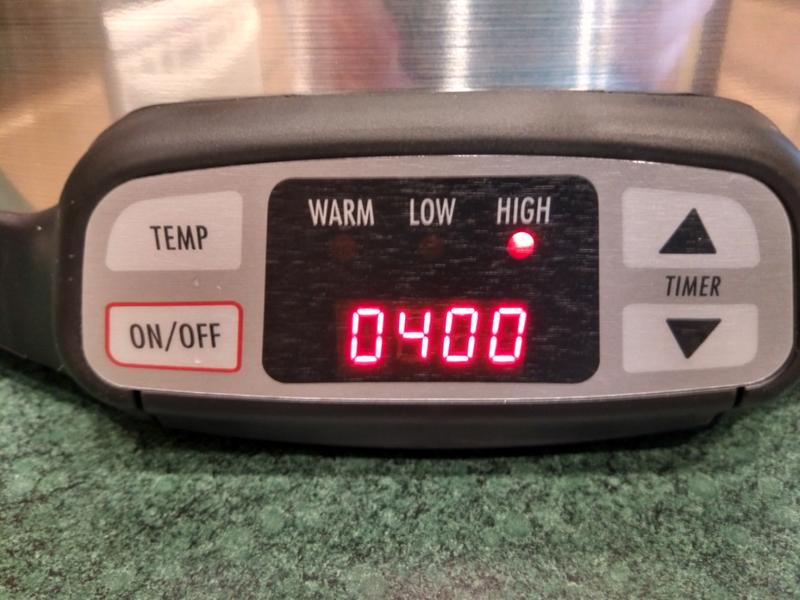 WARM LOW HIGH
TEMP
0400
ON/OFF
TIMER